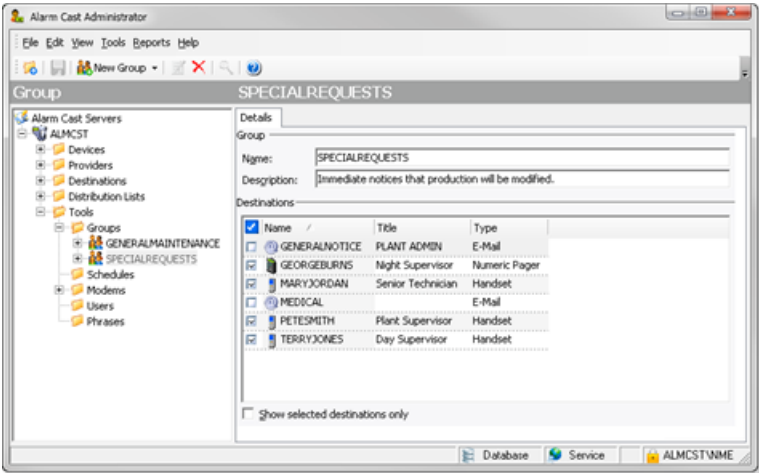 Alarm Cast Administrator
File Edit View Tools Reports Help
New Group
Group
SPECIALREQUESTS
Alarm Cast Servers
ALMCST
Devices
Providers
Destinations
Distribution Lists
Tools
Groups
GENERALMAINTENANCE
SPECIALREQUESTS
Schedules
Modems
Users
Phrases
Details
Group
Name: SPECIALREQUESTS
Description: Immediate notices that production will be modified.
Destinations
Name Title Type
GENERALNOTICE PLANT ADMIN E-Mail
GEORGEBURNS Night Supervisor Numeric Pager
MARYJORDAN Senior Technician Handset
MEDICAL E-Mail
PETESMITH Plant Supervisor Handset
TERRYJONES Day Supervisor Handset
Show selected destinations only
Database Service ALMCST\NME